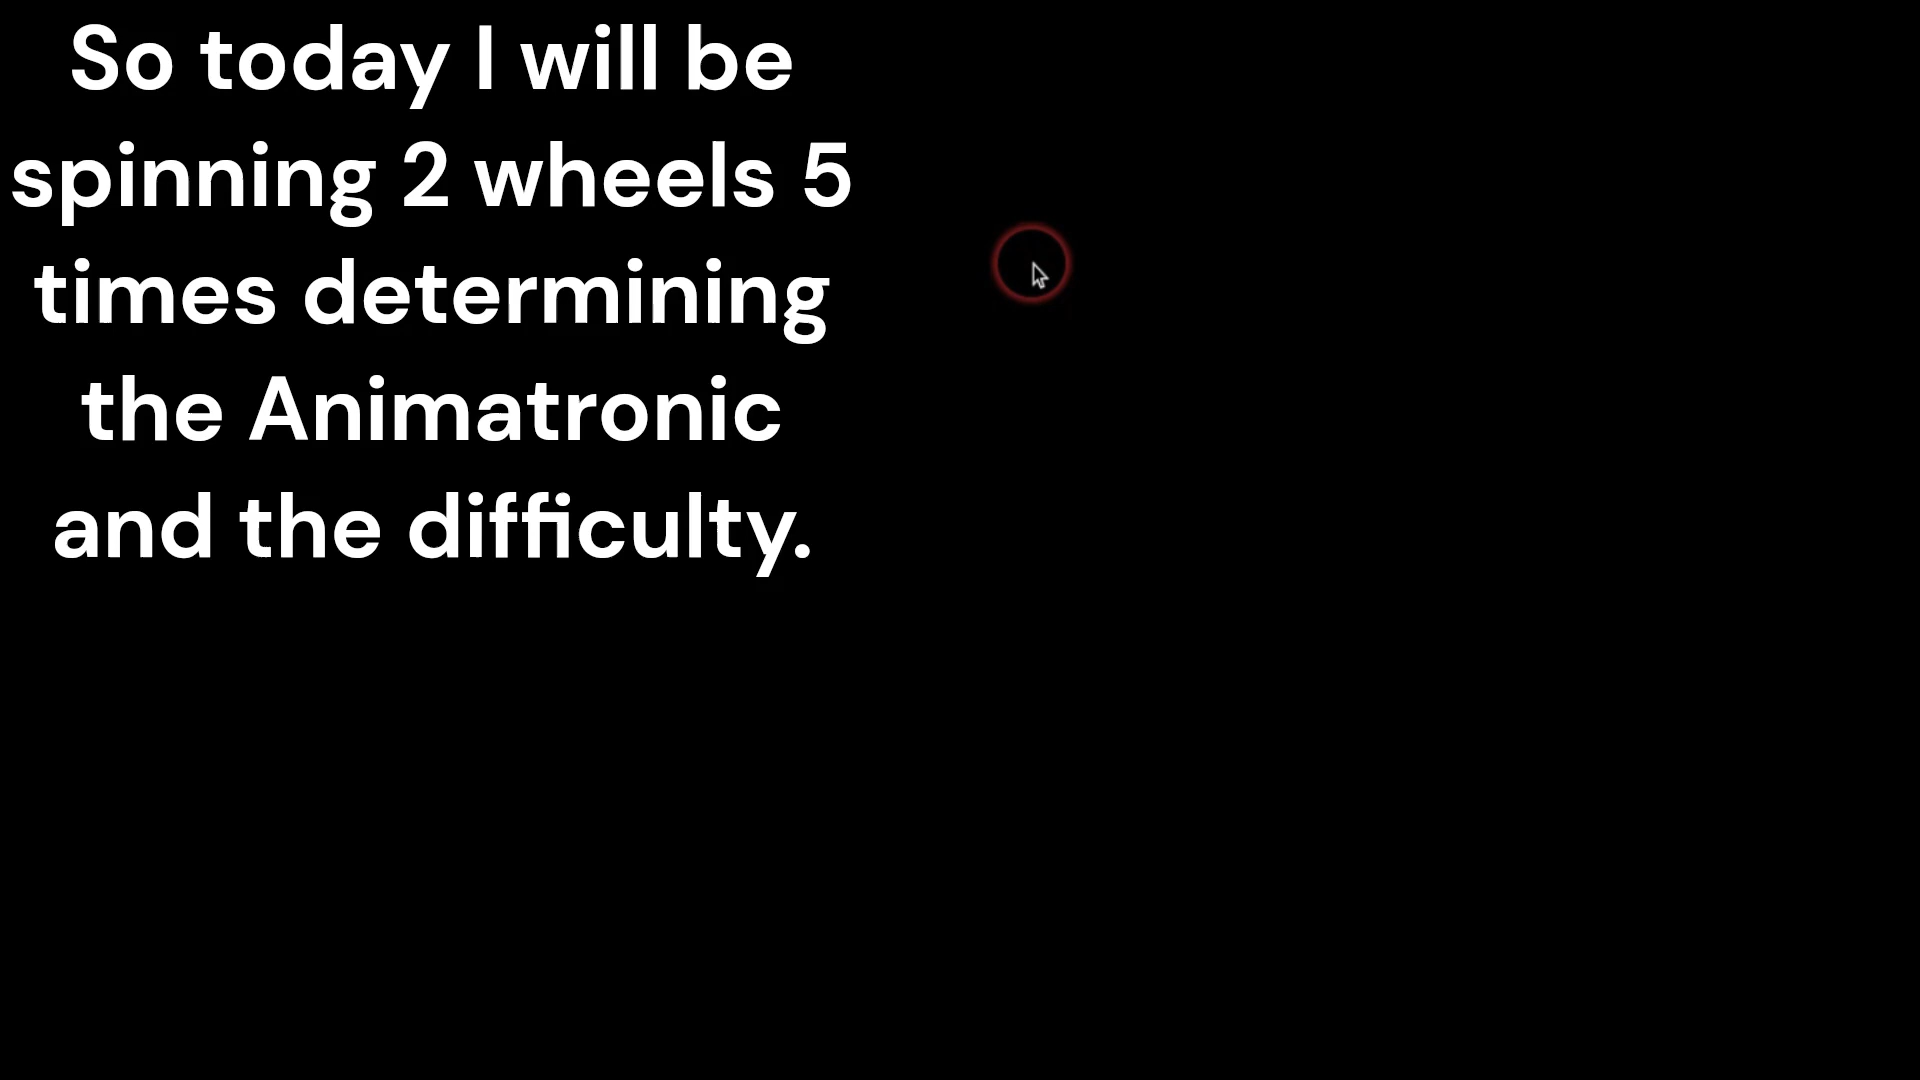 So today I will be
spinning 2 wheels 5
times determining
the Animatronic
and the difficulty.